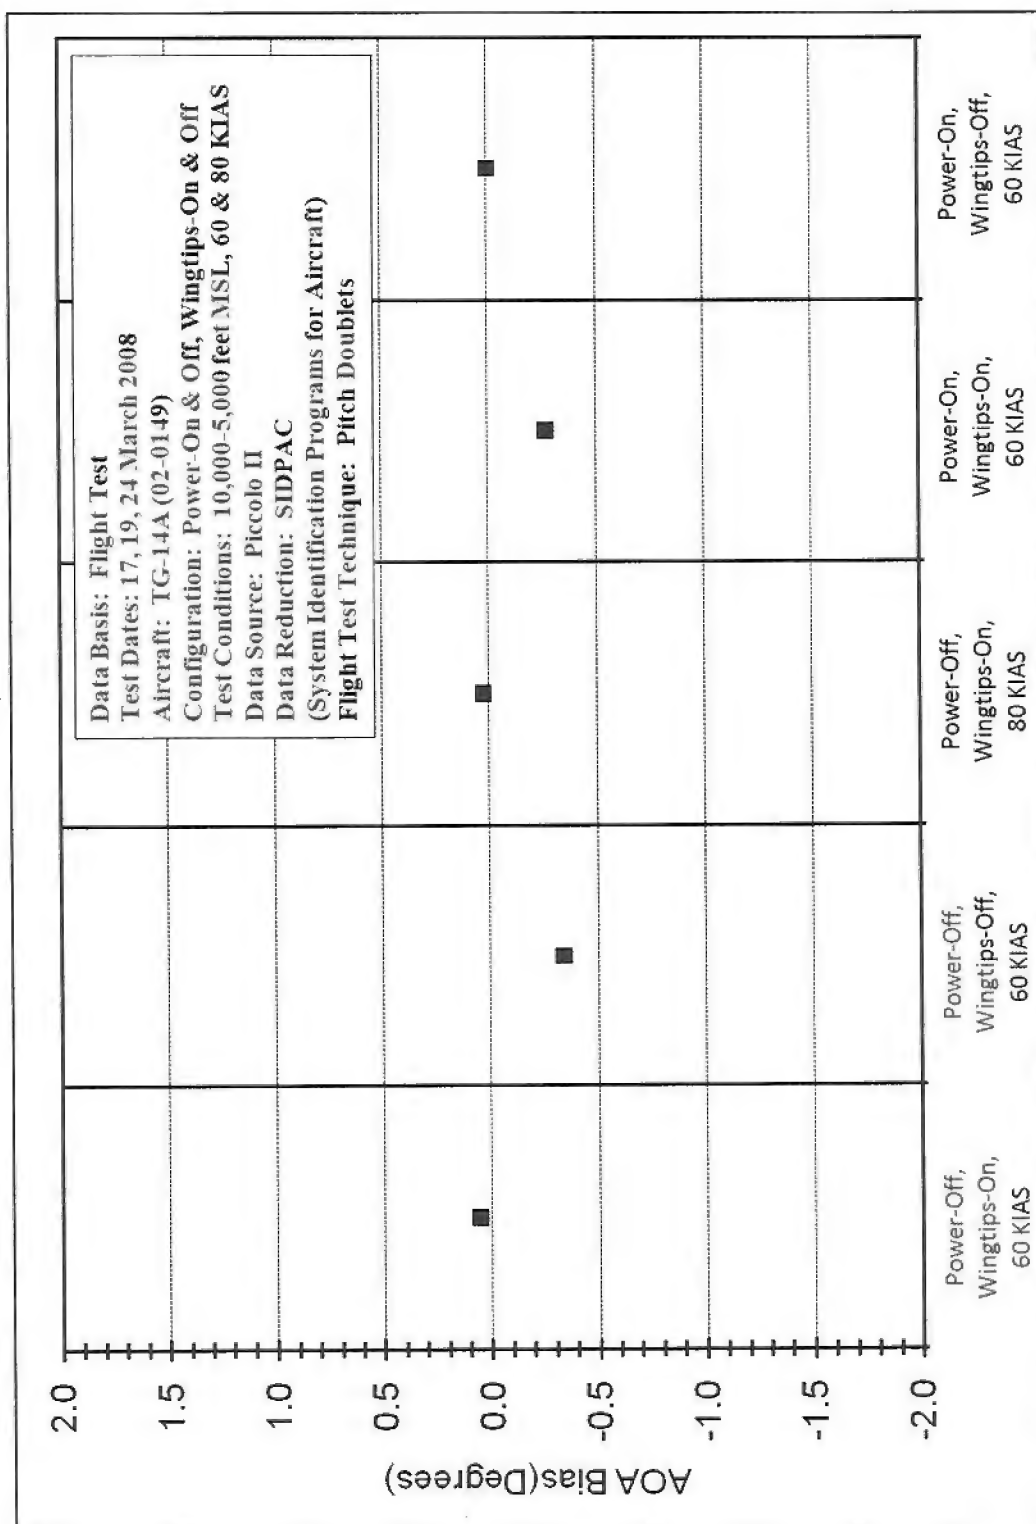 Data Basis: Flight Test
Test Dates: 17, 19, 24 March 2008
Aircraft: TG-14A (02-0149)
Configuration: Power-On & Off, Wingtips-On & Off
Test Conditions: 10,000-5,000 feet MSL, 60 & 80 KIAS
Data Source: Piccolo II
Data Reduction: SIDPAC
(System Identification Programs for Aircraft)
Flight Test Technique: Pitch Doublets
AOA Bias(Degrees)
2.0
1.5
1.0
0.5
0.0
-0.5
-1.0
-1.5
-2.0
Power-Off,
Wingtips-On,
60 KIAS
Power-Off,
Wingtips-Off,
60 KIAS
Power-Off,
Wingtips-On,
80 KIAS
Power-On,
Wingtips-On,
60 KIAS
Power-On,
Wingtips-Off,
60 KIAS